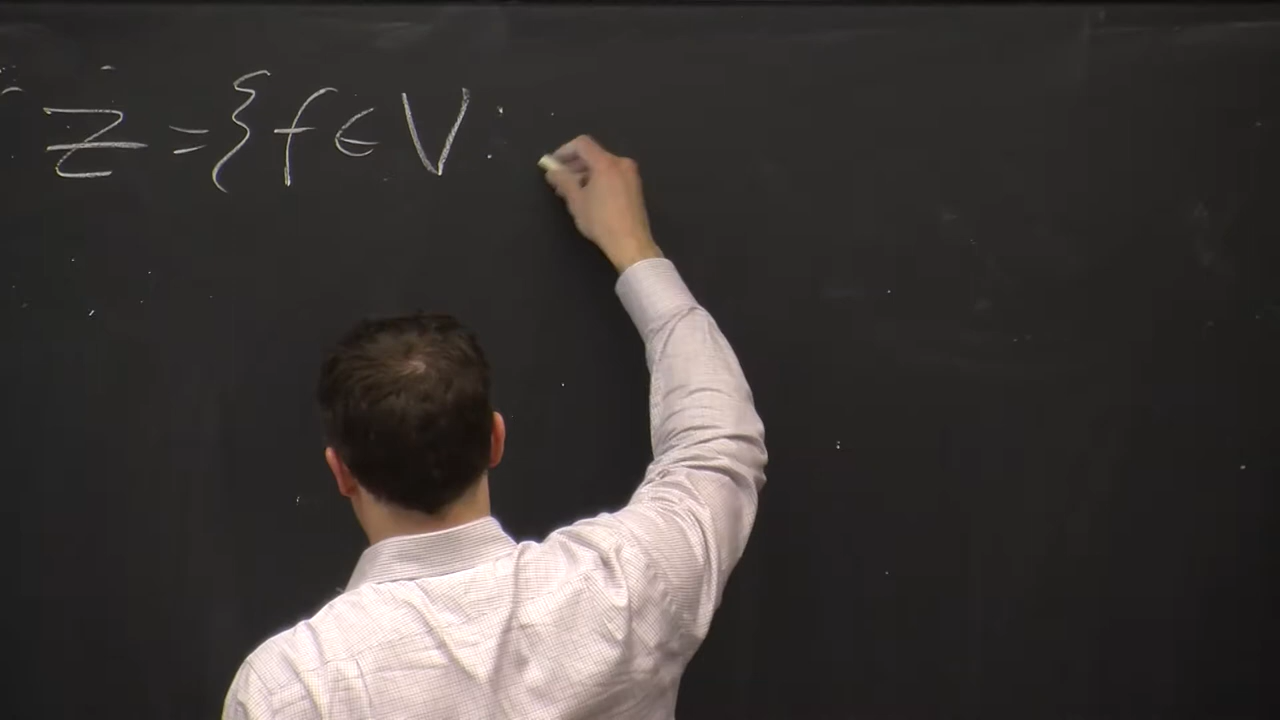 Z = { f ∈ V :